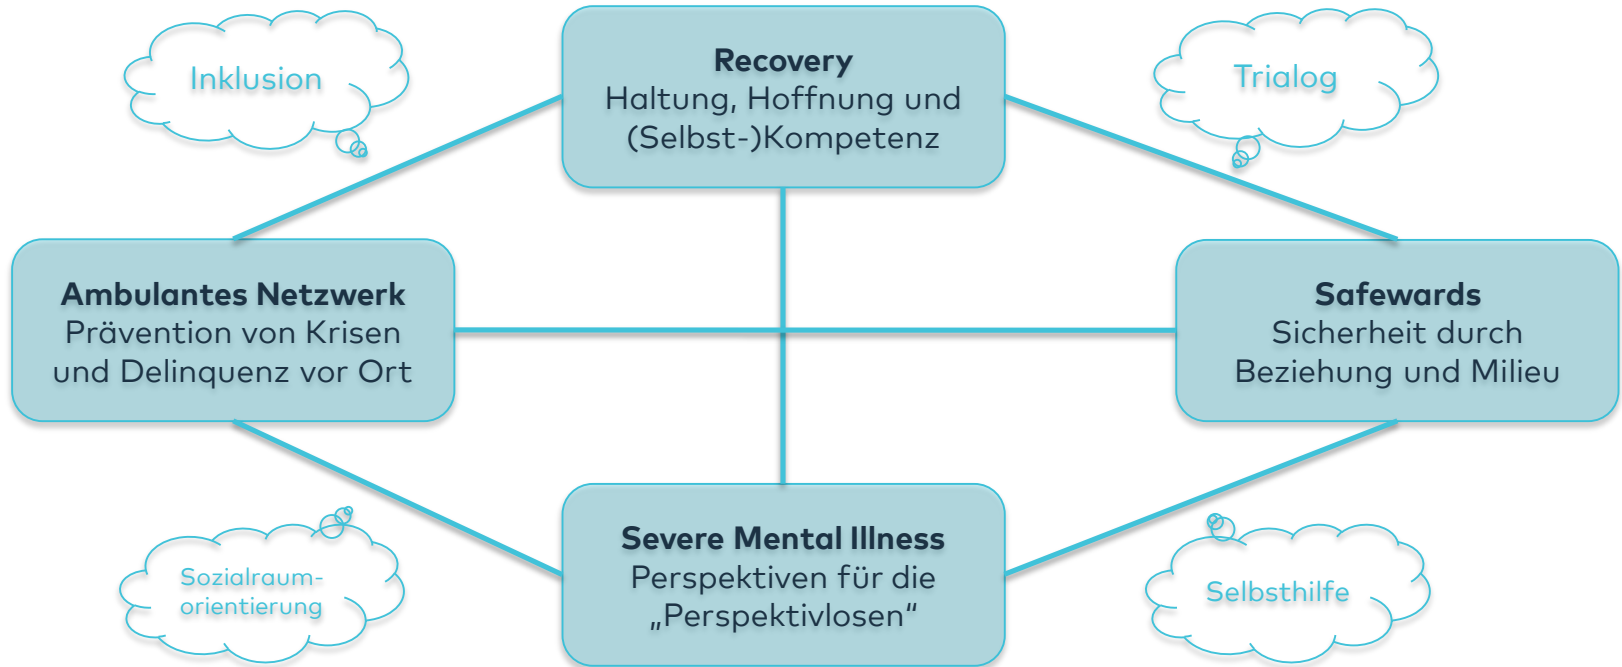 Inklusion
Recovery
Haltung, Hoffnung und
(Selbst-)Kompetenz
Trialog
Ambulantes Netzwerk
Prävention von Krisen
und Delinquenz vor Ort
Safewards
Sicherheit durch
Beziehung und Milieu
Sozialraum-
orientierung
Severe Mental Illness
Perspektiven für die
„Perspektivlosen“
Selbsthilfe